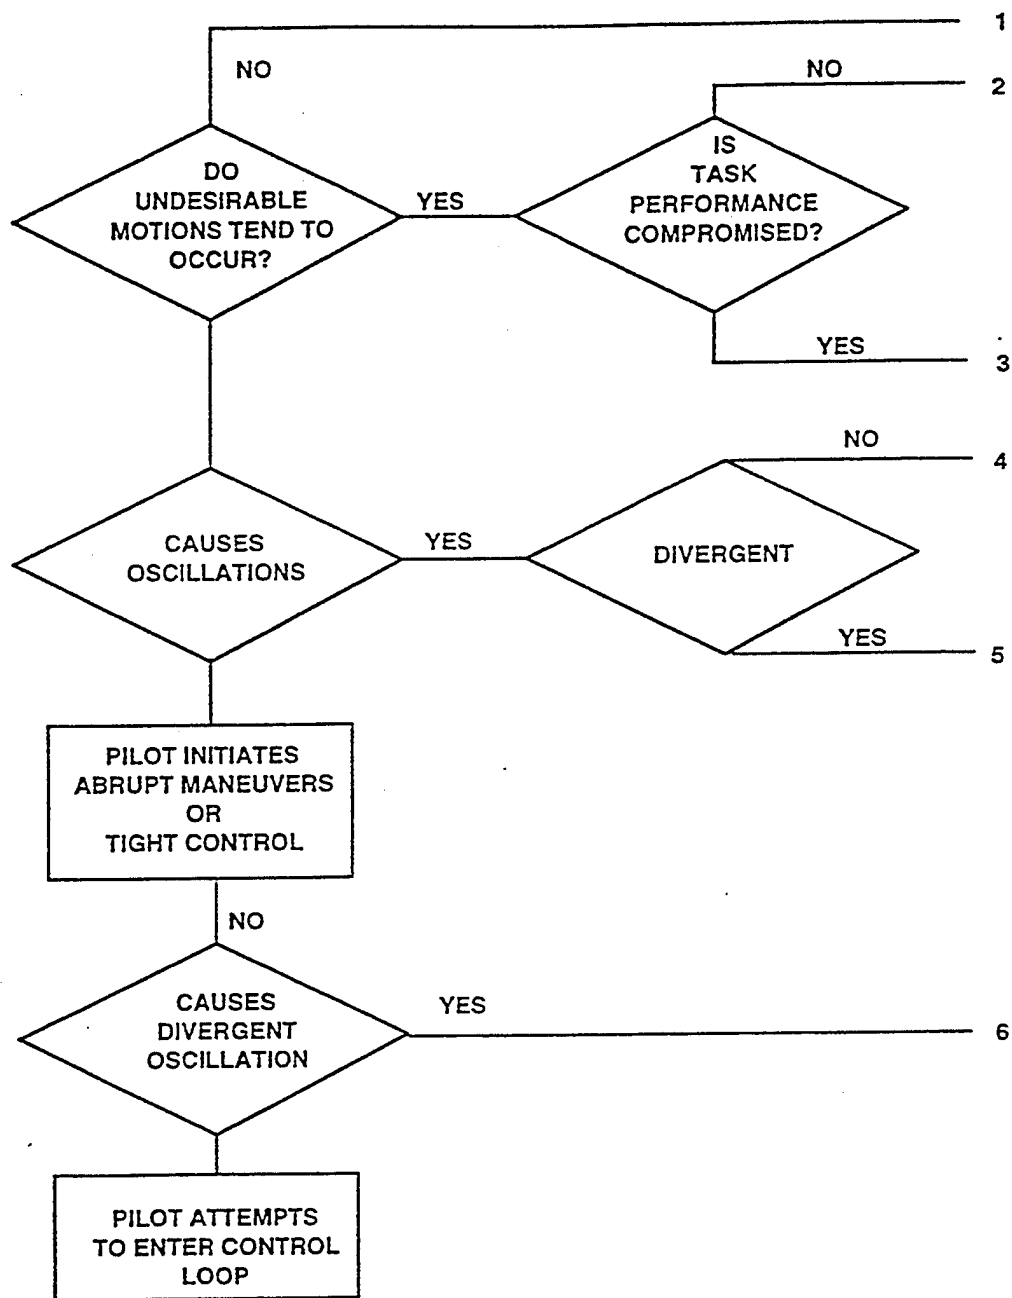 1
NO
NO
2
DO
UNDESIRABLE
MOTIONS TEND TO
OCCUR?
YES
IS
TASK
PERFORMANCE
COMPROMISED?
YES
3
NO
4
CAUSES
OSCILLATIONS
YES
DIVERGENT
YES
5
PILOT INITIATES
ABRUPT MANEUVERS
OR
TIGHT CONTROL
NO
CAUSES
DIVERGENT
OSCILLATION
YES
6
PILOT ATTEMPTS
TO ENTER CONTROL
LOOP